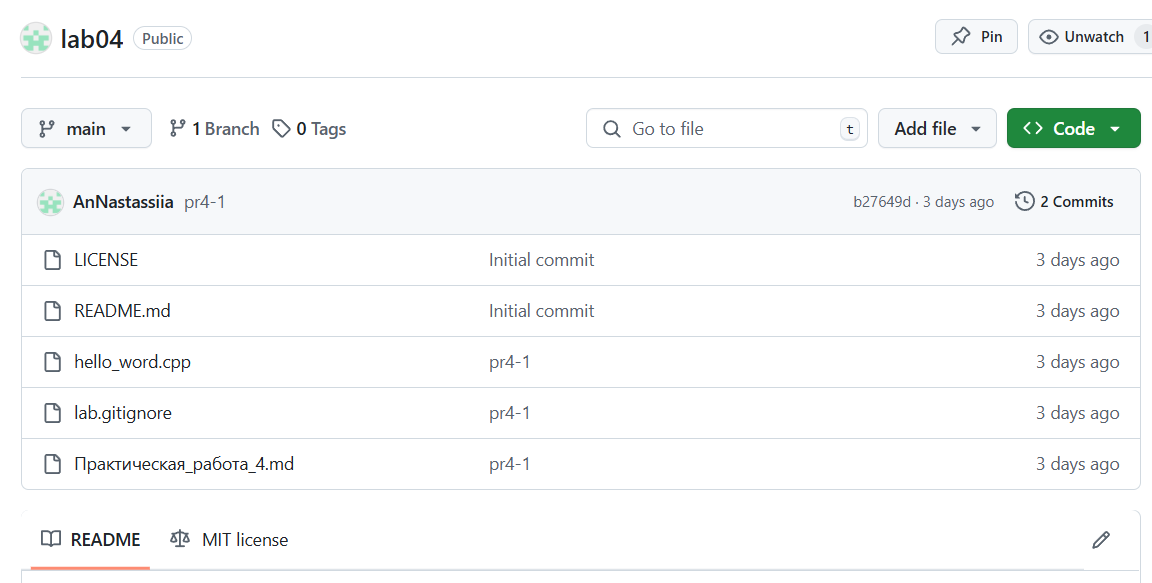 lab04 Public Pin Unwatch 1
main 1 Branch 0 Tags Go to file t Add file Code
AnNastassiia pr4-1 b27649d · 3 days ago 2 Commits
LICENSE Initial commit 3 days ago
README.md Initial commit 3 days ago
hello_word.cpp pr4-1 3 days ago
lab.gitignore pr4-1 3 days ago
Практическая_работа_4.md pr4-1 3 days ago
README MIT license